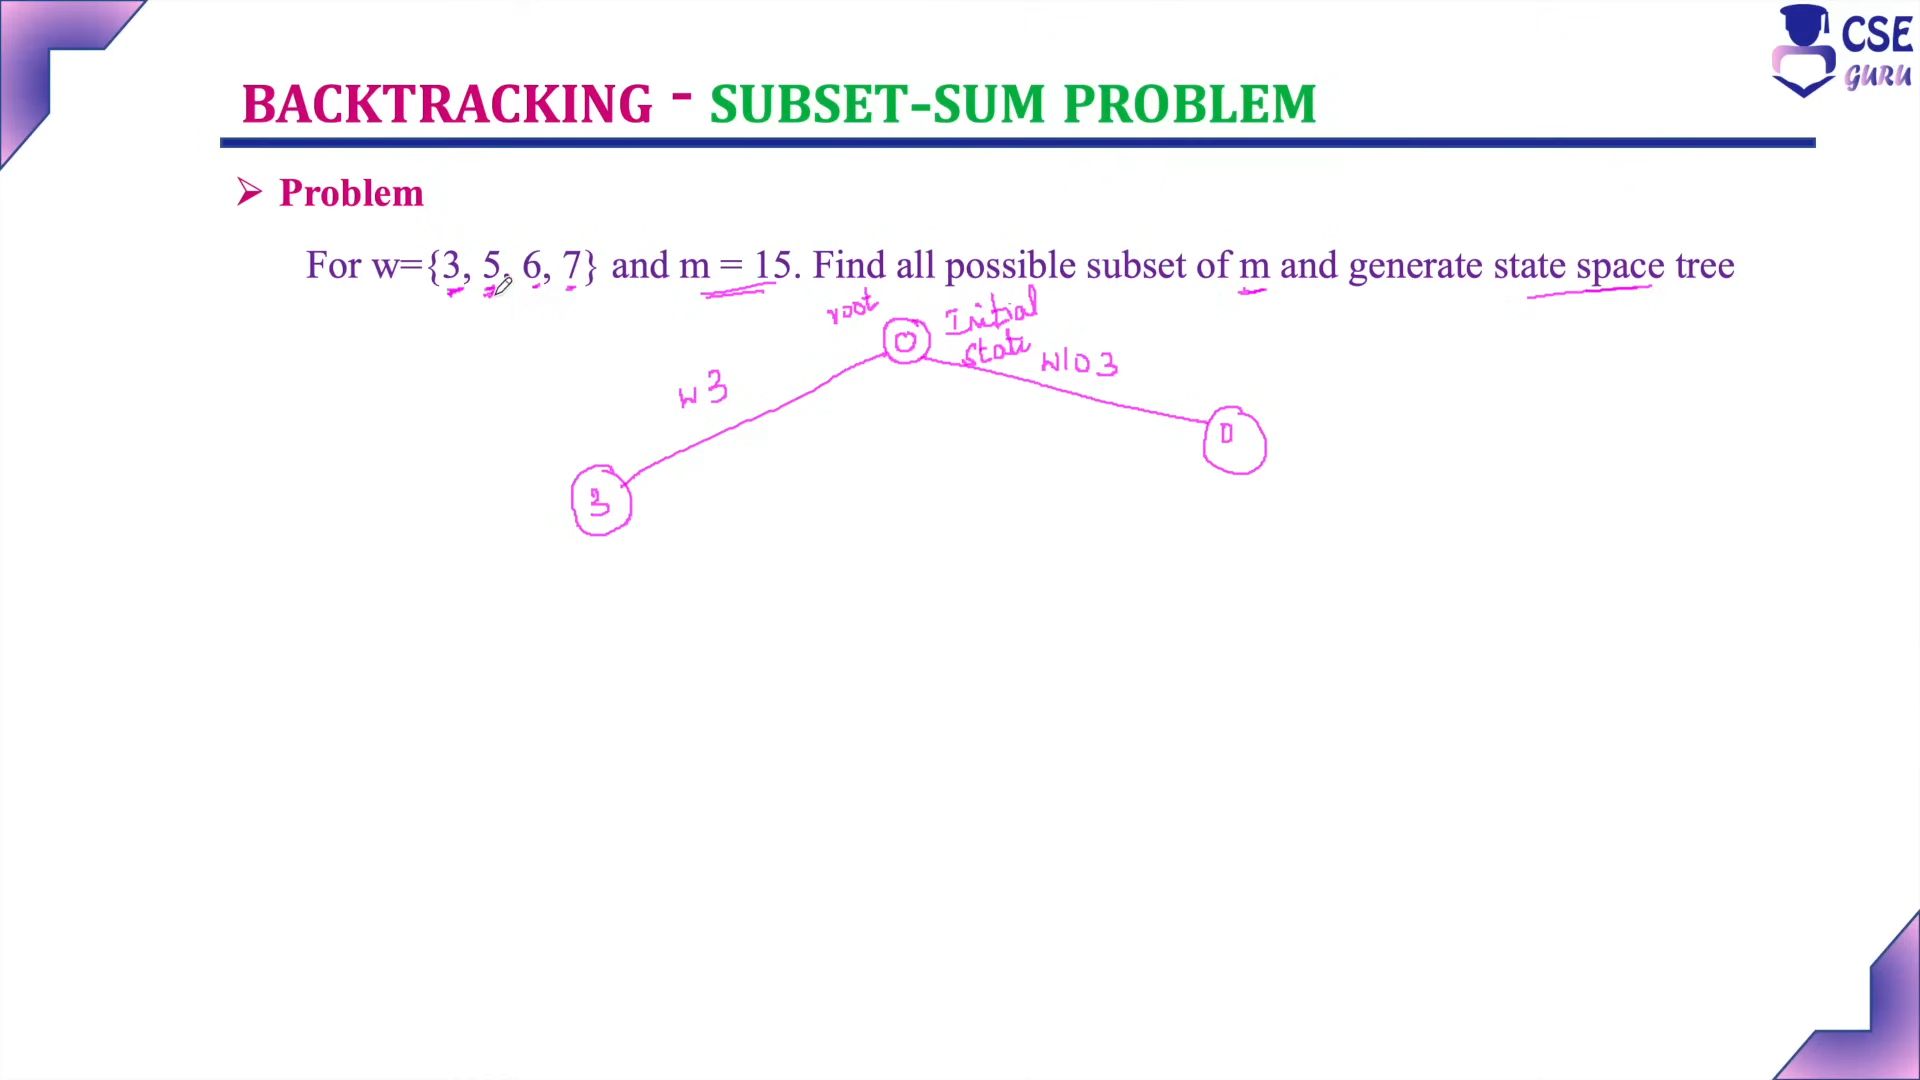 CSE
GURU
BACKTRACKING - SUBSET-SUM PROBLEM
➢ Problem
For w={3, 5, 6, 7} and m = 15. Find all possible subset of m and generate state space tree
root
Initial
State
0
w 3
w/o 3
0
3